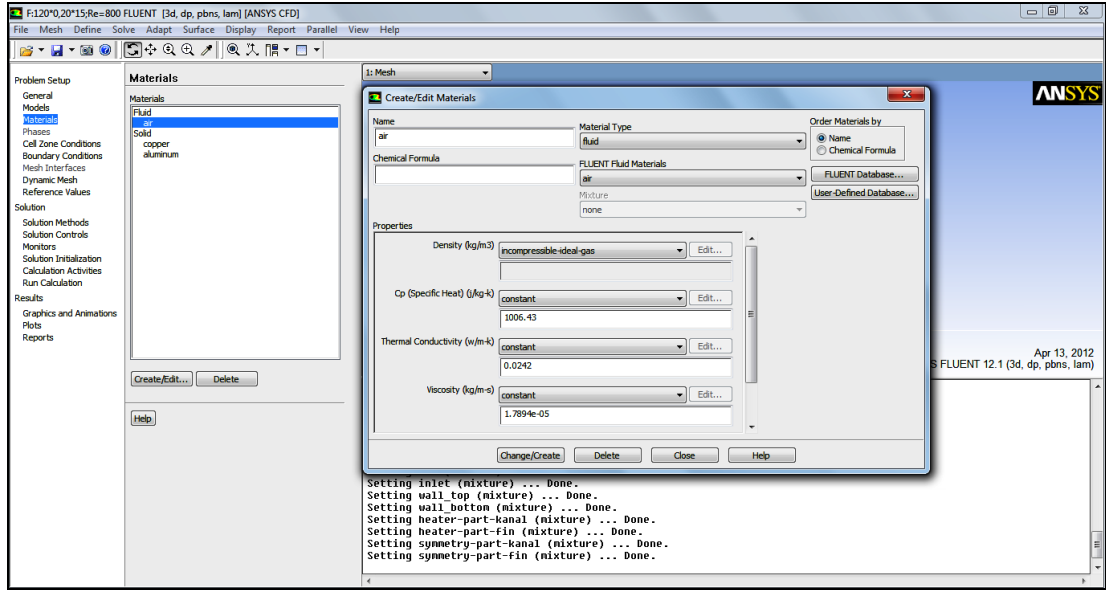 F:120*0,20*15;Re=800 FLUENT [3d, dp, pbns, lam] [ANSYS CFD]
File Mesh Define Solve Adapt Surface Display Report Parallel View Help
Problem Setup
General
Models
Materials
Phases
Cell Zone Conditions
Boundary Conditions
Mesh Interfaces
Dynamic Mesh
Reference Values
Solution
Solution Methods
Solution Controls
Monitors
Solution Initialization
Calculation Activities
Run Calculation
Results
Graphics and Animations
Plots
Reports
Materials
Materials
Fluid
air
Solid
copper
aluminum
Create/Edit... Delete
Help
1: Mesh
ANSYS
Create/Edit Materials
Name
air
Chemical Formula
Material Type
fluid
FLUENT Fluid Materials
air
Mixture
none
Order Materials by
Name
Chemical Formula
FLUENT Database...
User-Defined Database...
Properties
Density (kg/m3) incompressible-ideal-gas Edit...
Cp (Specific Heat) (j/kg-k) constant Edit...
1006.43
Thermal Conductivity (w/m-k) constant Edit...
0.0242
Viscosity (kg/m-s) constant Edit...
1.7894e-05
Change/Create Delete Close Help
Apr 13, 2012
S FLUENT 12.1 (3d, dp, pbns, lam)
Setting inlet (mixture) ... Done.
Setting wall_top (mixture) ... Done.
Setting wall_bottom (mixture) ... Done.
Setting heater-part-kanal (mixture) ... Done.
Setting heater-part-fin (mixture) ... Done.
Setting symmetry-part-kanal (mixture) ... Done.
Setting symmetry-part-fin (mixture) ... Done.